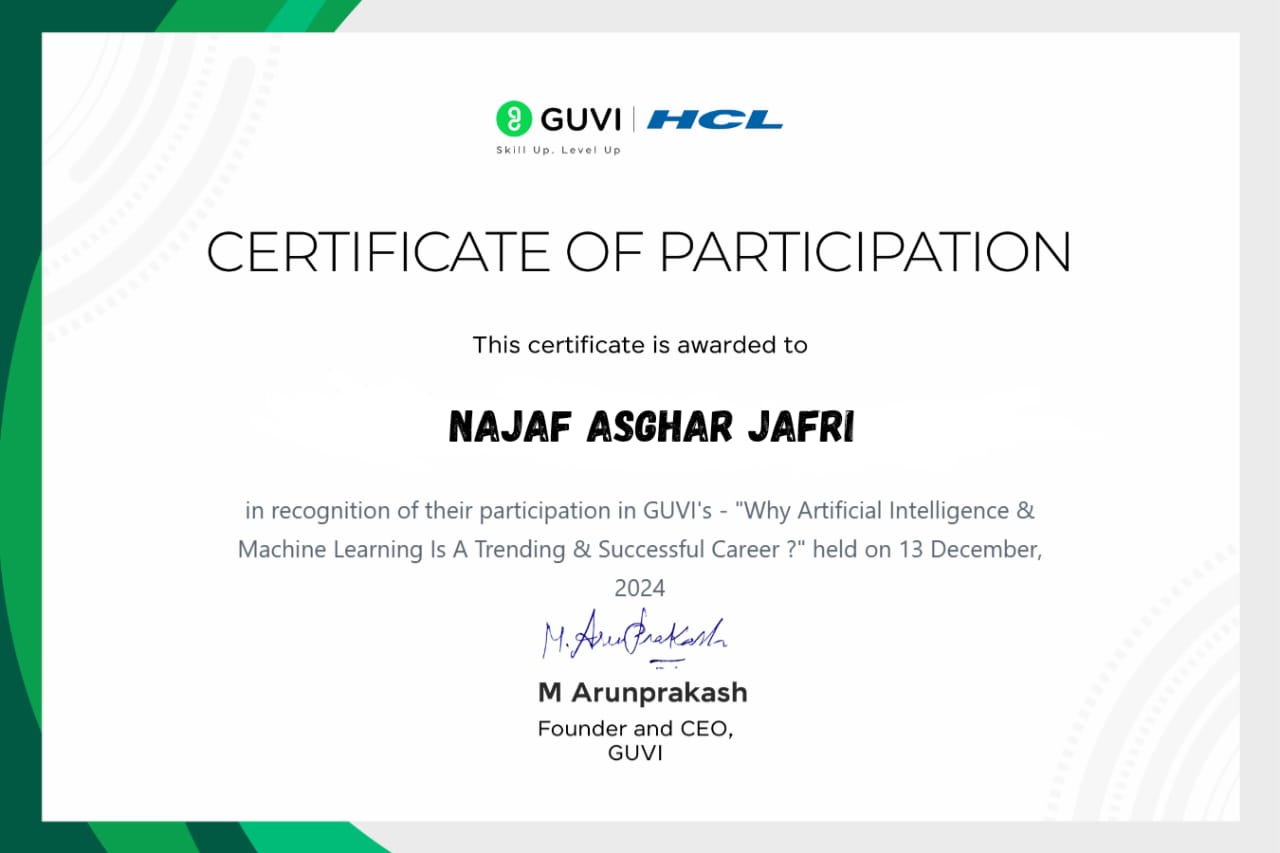 GUVI | HCL
Skill Up. Level Up
CERTIFICATE OF PARTICIPATION
This certificate is awarded to
NAJAF ASGHAR JAFRI
in recognition of their participation in GUVI's - "Why Artificial Intelligence &
Machine Learning Is A Trending & Successful Career ?" held on 13 December,
2024
M. ArunPrakash
M Arunprakash
Founder and CEO,
GUVI